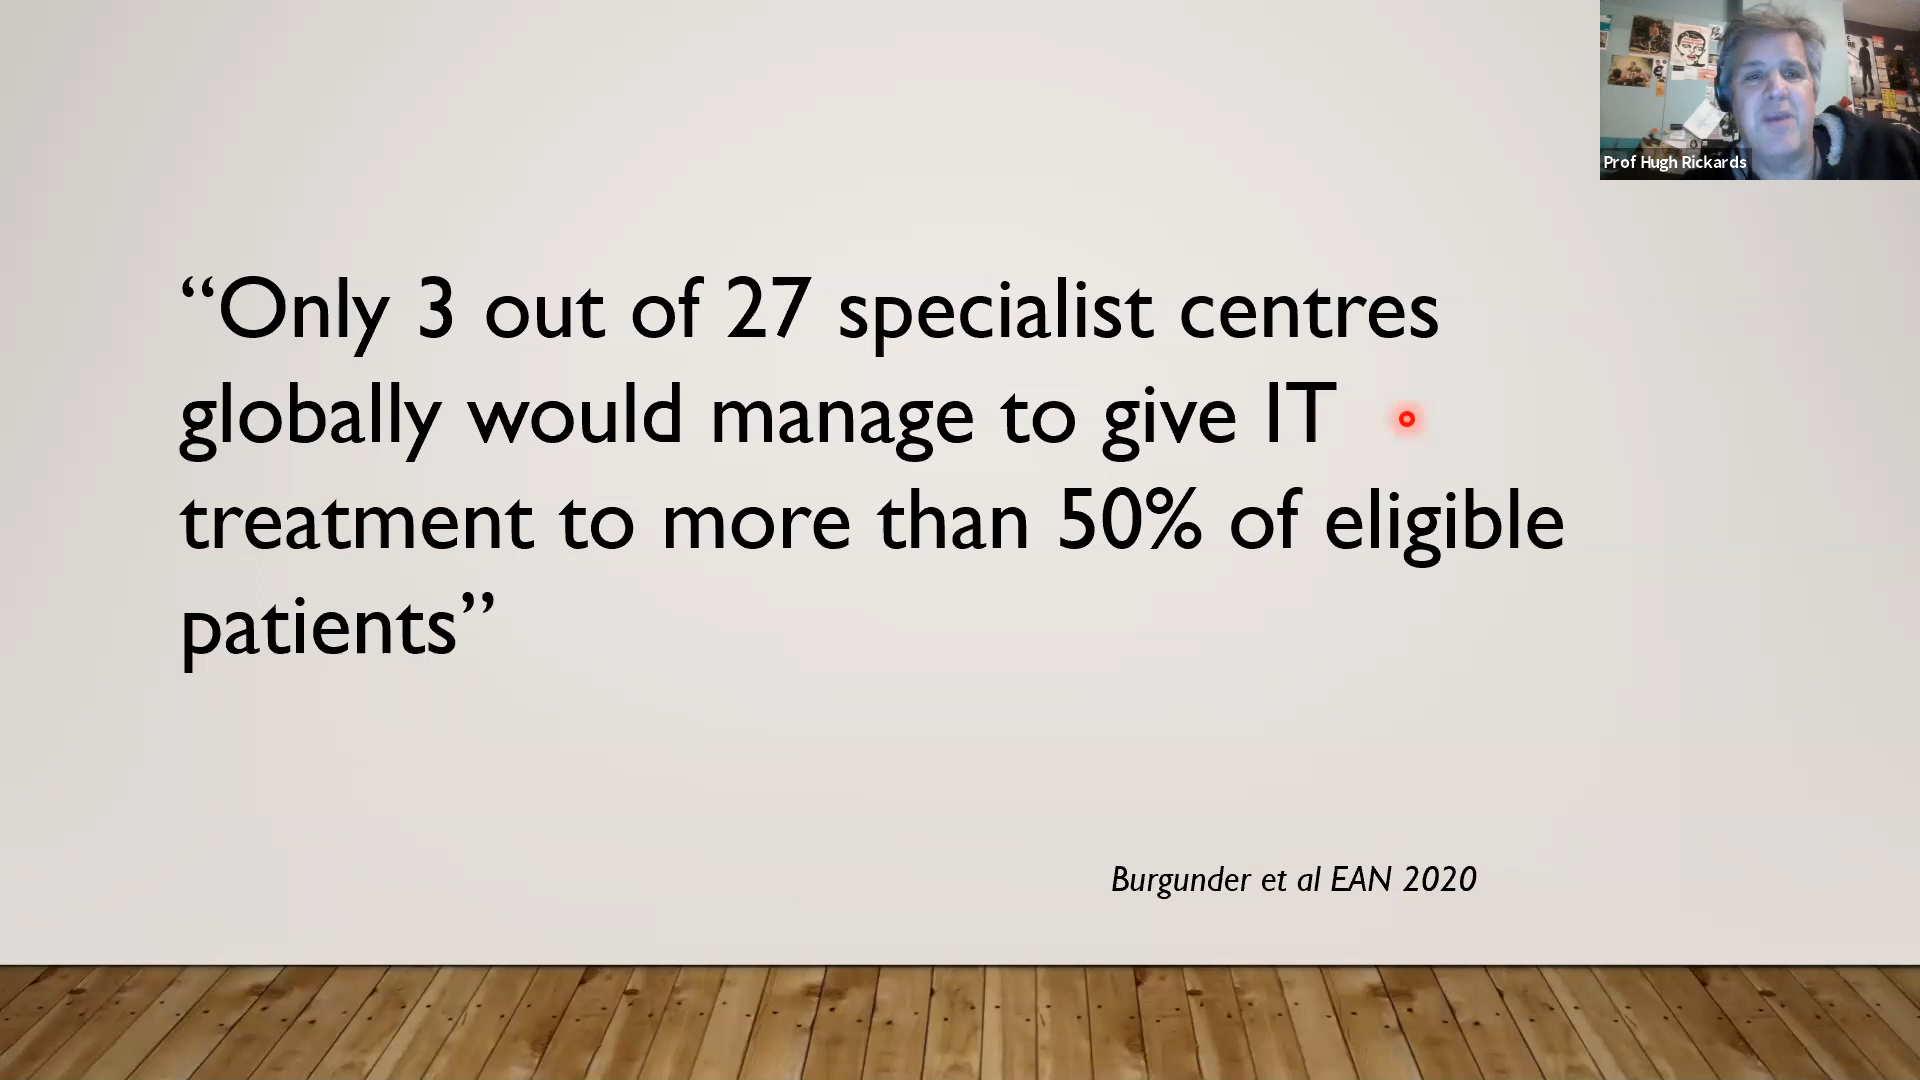 Prof Hugh Rickards
“Only 3 out of 27 specialist centres
globally would manage to give IT
treatment to more than 50% of eligible
patients”
Burgunder et al EAN 2020